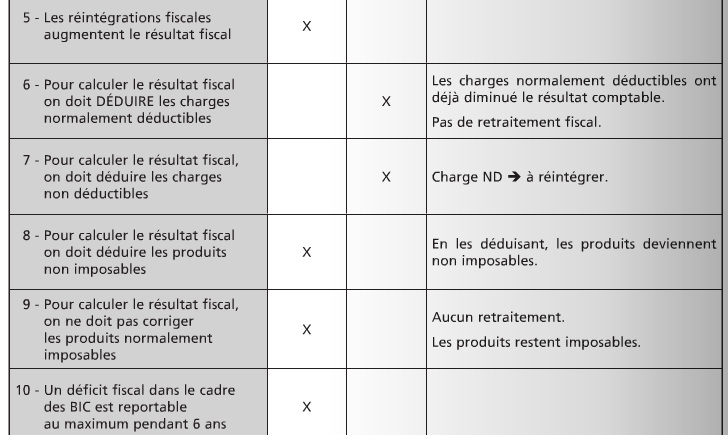 5 - Les réintégrations fiscales
augmentent le résultat fiscal
X
6 - Pour calculer le résultat fiscal
on doit DÉDUIRE les charges
normalement déductibles
X
Les charges normalement déductibles ont
déjà diminué le résultat comptable.
Pas de retraitement fiscal.
7 - Pour calculer le résultat fiscal,
on doit déduire les charges
non déductibles
X
Charge ND ➔ à réintégrer.
8 - Pour calculer le résultat fiscal
on doit déduire les produits
non imposables
X
En les déduisant, les produits deviennent
non imposables.
9 - Pour calculer le résultat fiscal,
on ne doit pas corriger
les produits normalement
imposables
X
Aucun retraitement.
Les produits restent imposables.
10 - Un déficit fiscal dans le cadre
des BIC est reportable
au maximum pendant 6 ans
X